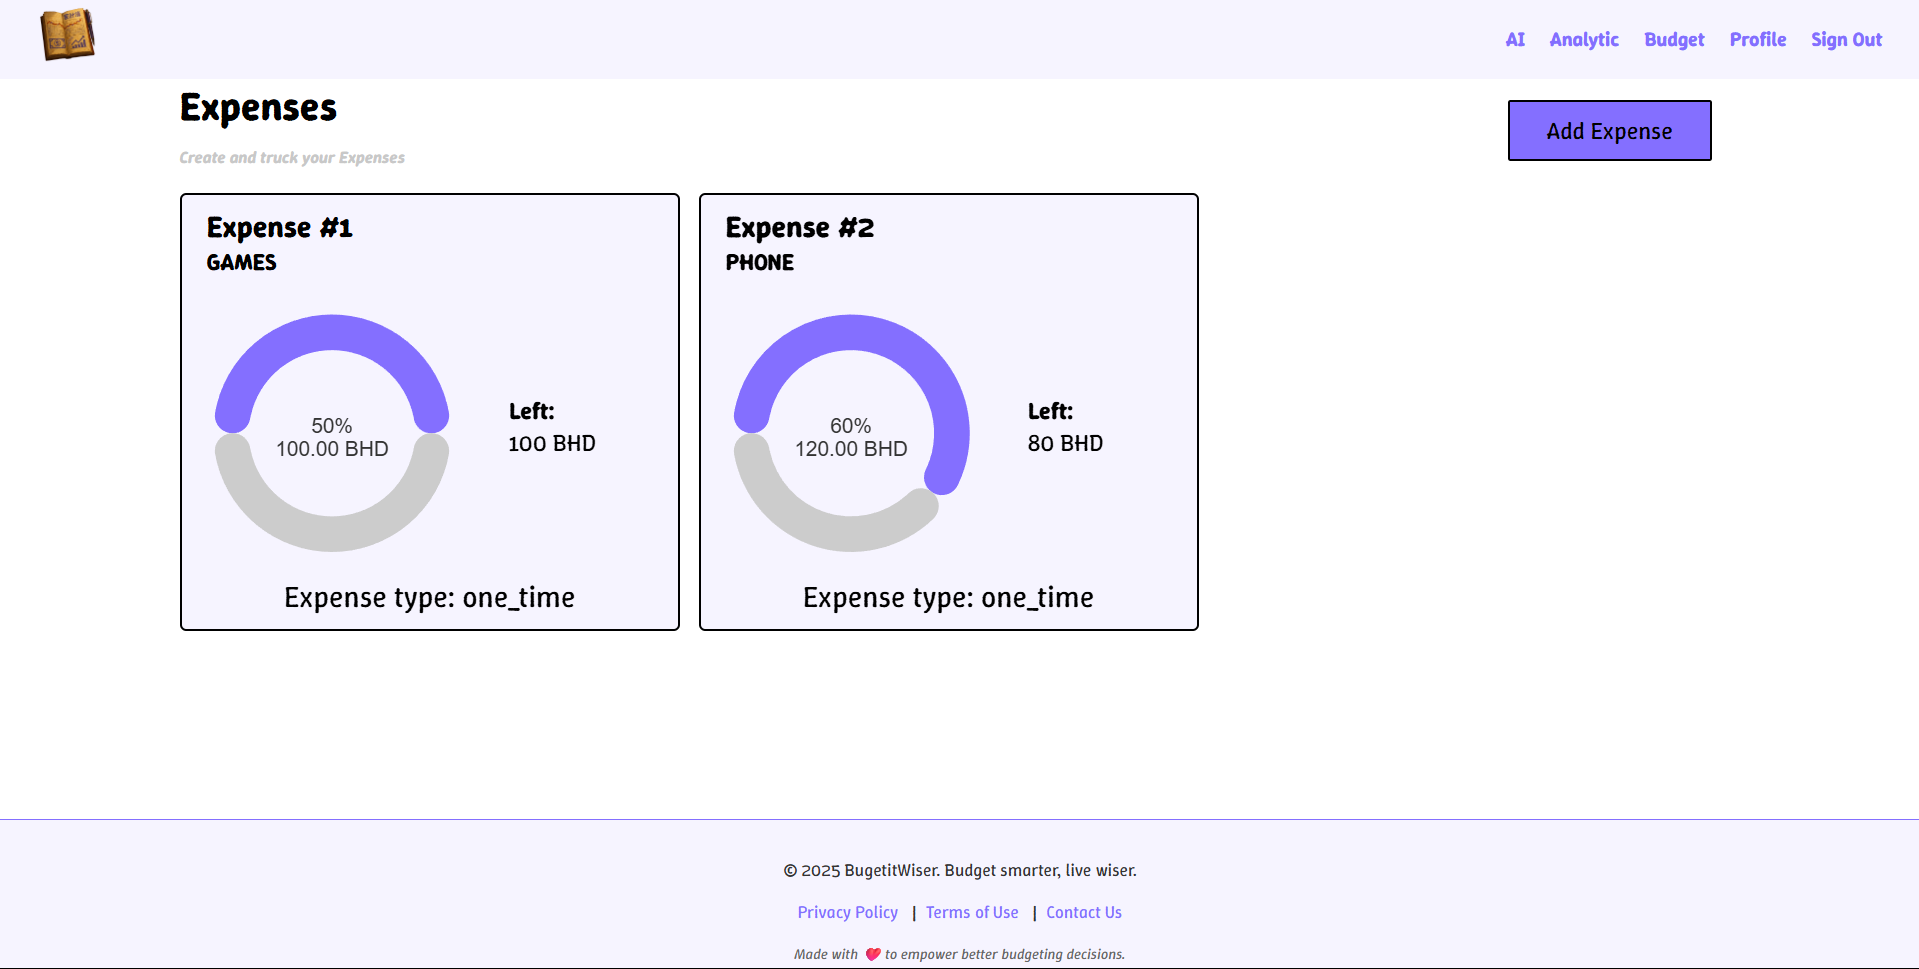 AI Analytic Budget Profile Sign Out
Expenses
Add Expense
Create and truck your Expenses
Expense #1
GAMES
50%
100.00 BHD
Left:
100 BHD
Expense type: one_time
Expense #2
PHONE
60%
120.00 BHD
Left:
80 BHD
Expense type: one_time
© 2025 BugetitWiser. Budget smarter, live wiser.
Privacy Policy | Terms of Use | Contact Us
Made with ❤️ to empower better budgeting decisions.